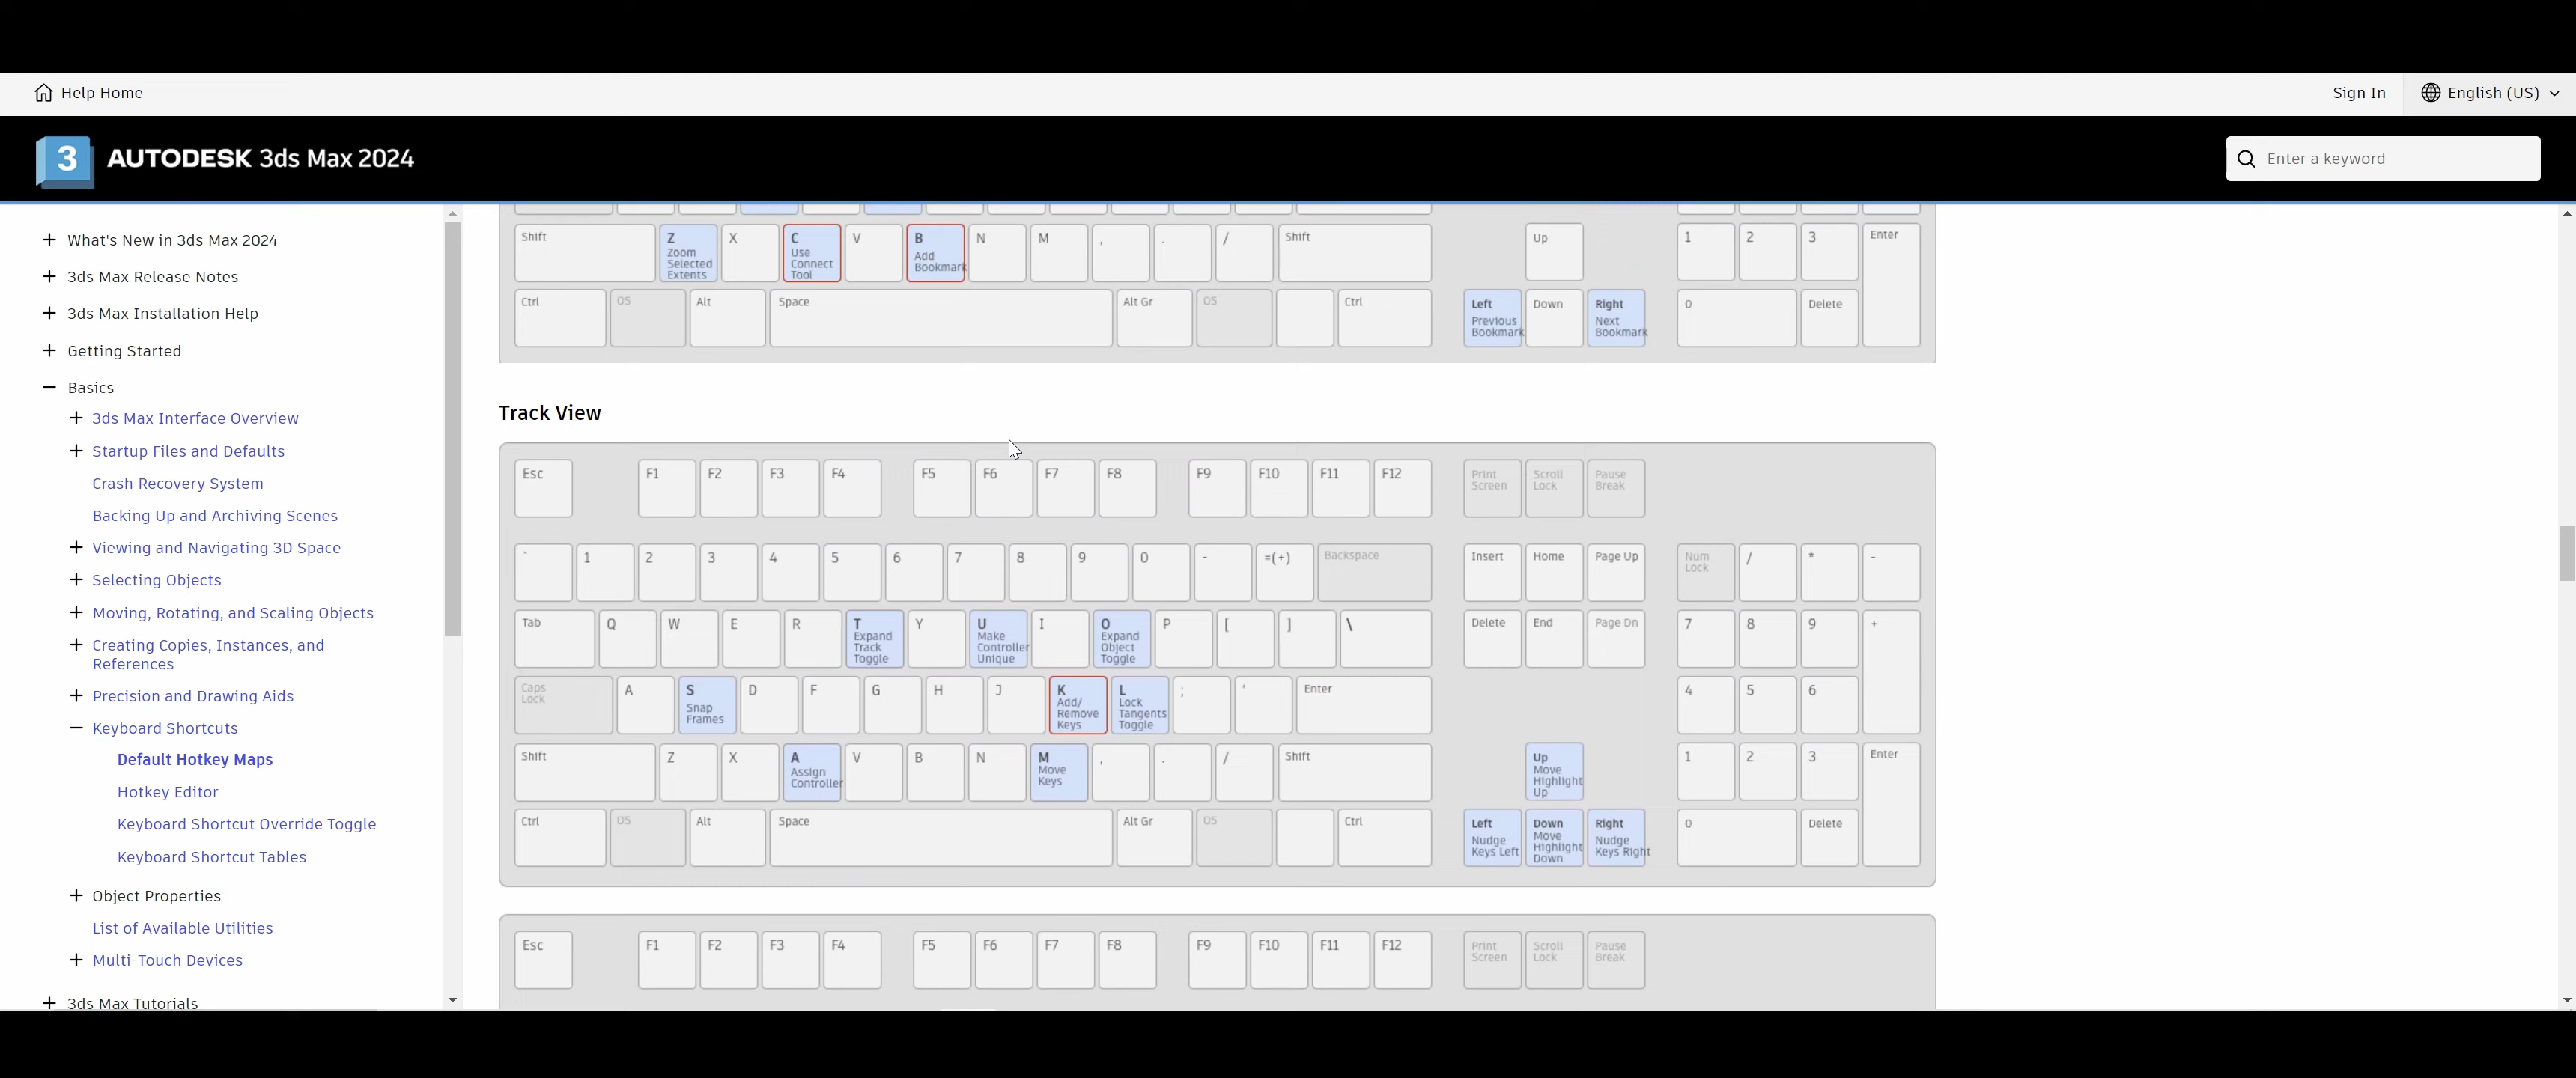 Help Home
Sign In
English (US)
3
AUTODESK 3ds Max 2024
Enter a keyword
What's New in 3ds Max 2024
3ds Max Release Notes
3ds Max Installation Help
Getting Started
Basics
3ds Max Interface Overview
Startup Files and Defaults
Crash Recovery System
Backing Up and Archiving Scenes
Viewing and Navigating 3D Space
Selecting Objects
Moving, Rotating, and Scaling Objects
Creating Copies, Instances, and
References
Precision and Drawing Aids
Keyboard Shortcuts
Default Hotkey Maps
Hotkey Editor
Keyboard Shortcut Override Toggle
Keyboard Shortcut Tables
Object Properties
List of Available Utilities
Multi-Touch Devices
3ds Max Tutorials
Shift
Z
Zoom
Selected
Extents
X
C
Use
Connect
Tool
V
B
Add
Bookmark
N
M
,
.
/
Shift
Up
1
2
3
Enter
Ctrl
OS
Alt
Space
Alt Gr
OS
Ctrl
Left
Previous
Bookmark
Down
Right
Next
Bookmark
0
Delete
Track View
Esc
F1
F2
F3
F4
F5
F6
F7
F8
F9
F10
F11
F12
Print
Screen
Scroll
Lock
Pause
Break
`
1
2
3
4
5
6
7
8
9
0
-
=(+)
Backspace
Insert
Home
Page Up
Num
Lock
/
*
-
Tab
Q
W
E
R
T
Expand
Track
Toggle
Y
U
Make
Controller
Unique
I
O
Expand
Object
Toggle
P
[
]
\
Delete
End
Page Dn
7
8
9
+
Caps
Lock
A
S
Snap
Frames
D
F
G
H
J
K
Add/
Remove
Keys
L
Lock
Tangents
Toggle
;
'
Enter
4
5
6
Shift
Z
X
A
Assign
Controller
V
B
N
M
Move
Keys
,
.
/
Shift
Up
Move
Highlight
Up
1
2
3
Enter
Ctrl
OS
Alt
Space
Alt Gr
OS
Ctrl
Left
Nudge
Keys Left
Down
Move
Highlight
Down
Right
Nudge
Keys Right
0
Delete
Esc
F1
F2
F3
F4
F5
F6
F7
F8
F9
F10
F11
F12
Print
Screen
Scroll
Lock
Pause
Break